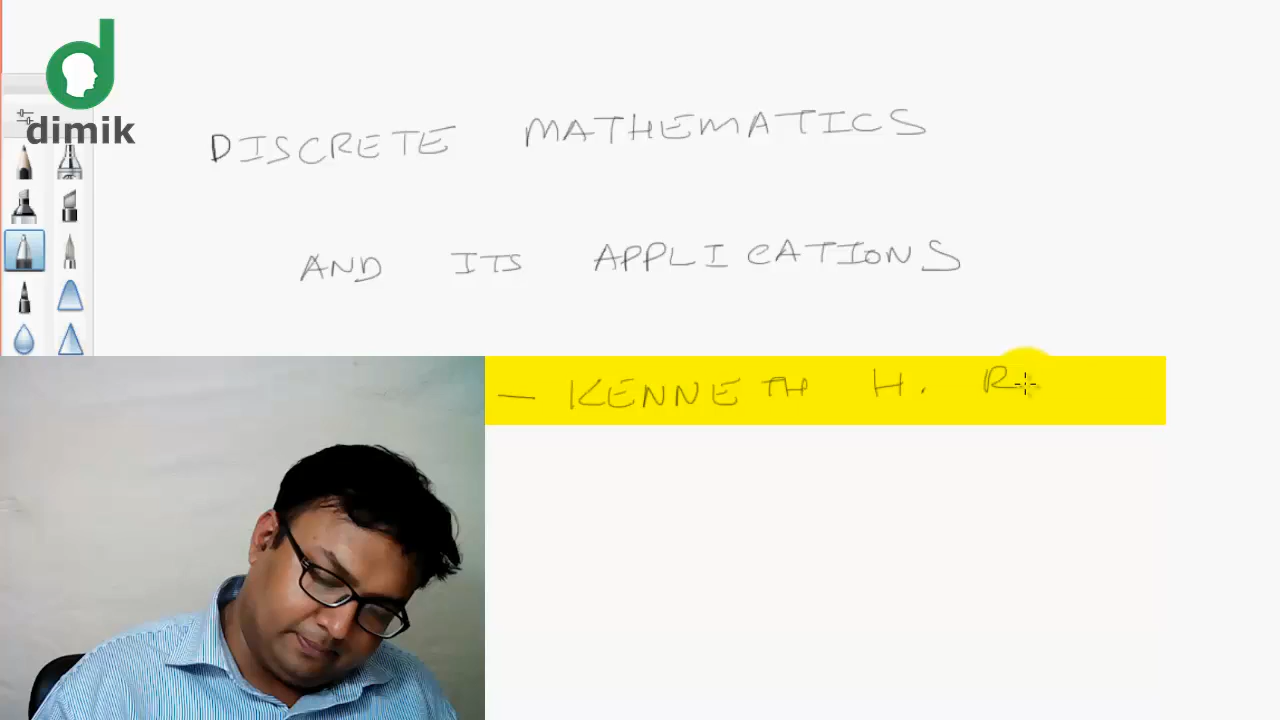 dimik
DISCRETE MATHEMATICS
AND ITS APPLICATIONS
— KENNETH H. R